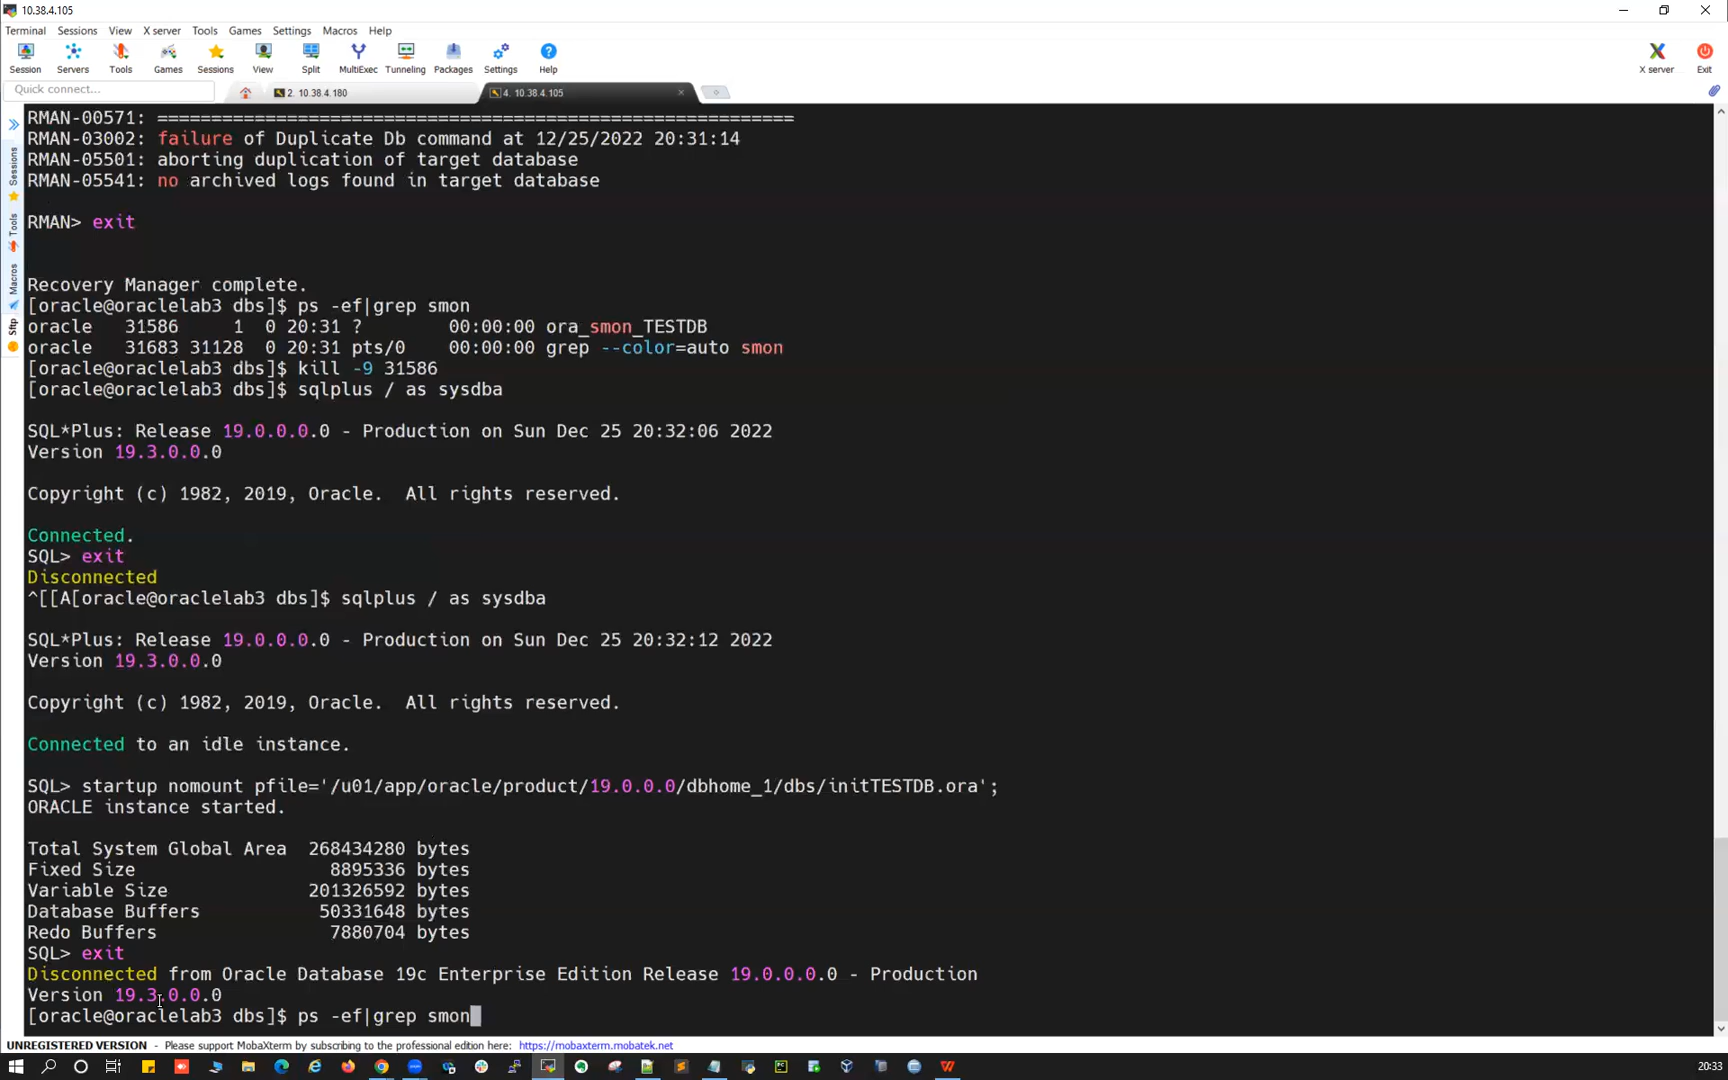 10.38.4.105
Terminal Sessions View X server Tools Games Settings Macros Help
Session Servers Tools Games Sessions View Split MultiExec Tunneling Packages Settings Help X server Exit
Quick connect...
2. 10.38.4.180
4. 10.38.4.105
Sessions
Tools
Macros
Sftp
RMAN-00571: ===========================================================
RMAN-03002: failure of Duplicate Db command at 12/25/2022 20:31:14
RMAN-05501: aborting duplication of target database
RMAN-05541: no archived logs found in target database
RMAN> exit
Recovery Manager complete.
[oracle@oraclelab3 dbs]$ ps -ef|grep smon
oracle   31586     1  0 20:31 ?        00:00:00 ora_smon_TESTDB
oracle   31683 31128  0 20:31 pts/0    00:00:00 grep --color=auto smon
[oracle@oraclelab3 dbs]$ kill -9 31586
[oracle@oraclelab3 dbs]$ sqlplus / as sysdba
SQL*Plus: Release 19.0.0.0.0 - Production on Sun Dec 25 20:32:06 2022
Version 19.3.0.0.0
Copyright (c) 1982, 2019, Oracle.  All rights reserved.
Connected.
SQL> exit
Disconnected
^[[A[oracle@oraclelab3 dbs]$ sqlplus / as sysdba
SQL*Plus: Release 19.0.0.0.0 - Production on Sun Dec 25 20:32:12 2022
Version 19.3.0.0.0
Copyright (c) 1982, 2019, Oracle.  All rights reserved.
Connected to an idle instance.
SQL> startup nomount pfile='/u01/app/oracle/product/19.0.0.0/dbhome_1/dbs/initTESTDB.ora';
ORACLE instance started.
Total System Global Area  268434280 bytes
Fixed Size                  8895336 bytes
Variable Size             201326592 bytes
Database Buffers           50331648 bytes
Redo Buffers                7880704 bytes
SQL> exit
Disconnected from Oracle Database 19c Enterprise Edition Release 19.0.0.0.0 - Production
Version 19.3.0.0.0
[oracle@oraclelab3 dbs]$ ps -ef|grep smon
UNREGISTERED VERSION - Please support MobaXterm by subscribing to the professional edition here: https://mobaxterm.mobatek.net
20:33